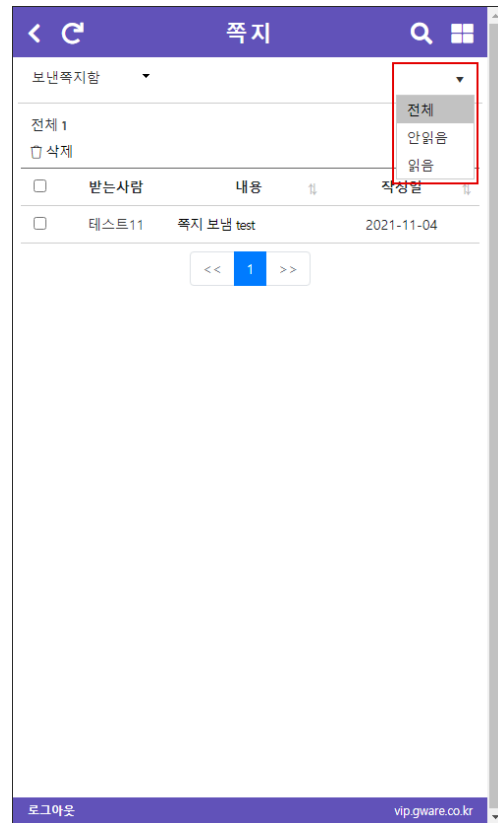 쪽지
보낸쪽지함
전체
안읽음
읽음
전체 1
삭제
받는사람 내용 작성일
테스트11 쪽지 보냄 test 2021-11-04
<< 1 >>
로그아웃 vip.gware.co.kr